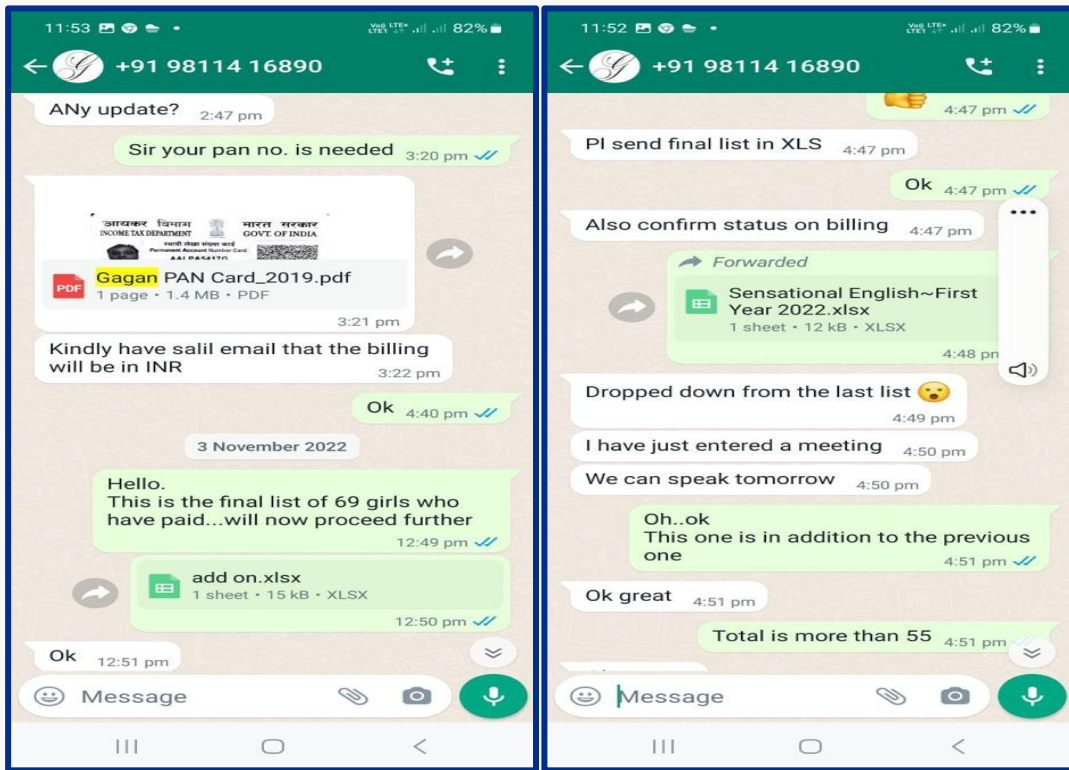 11:53 82%
+91 98114 16890
ANy update? 2:47 pm
Sir your pan no. is needed 3:20 pm
आयकर विभाग भारत सरकार
INCOME TAX DEPARTMENT GOVT. OF INDIA
स्थायी लेखा संख्या कार्ड
Permanent Account Number Card
Gagan PAN Card_2019.pdf
PDF
1 page • 1.4 MB • PDF
3:21 pm
Kindly have salil email that the billing
will be in INR 3:22 pm
Ok 4:40 pm
3 November 2022
Hello.
This is the final list of 69 girls who
have paid...will now proceed further
12:49 pm
add on.xlsx
1 sheet • 15 kB • XLSX
12:50 pm
Ok 12:51 pm
Message
11:52 82%
+91 98114 16890
4:47 pm
Pl send final list in XLS 4:47 pm
Ok 4:47 pm
Also confirm status on billing 4:47 pm
Forwarded
Sensational English~First
Year 2022.xlsx
1 sheet • 12 kB • XLSX
4:48 pm
Dropped down from the last list 😮
4:49 pm
I have just entered a meeting 4:50 pm
We can speak tomorrow 4:50 pm
Oh..ok
This one is in addition to the previous
one 4:51 pm
Ok great 4:51 pm
Total is more than 55 4:51 pm
Message